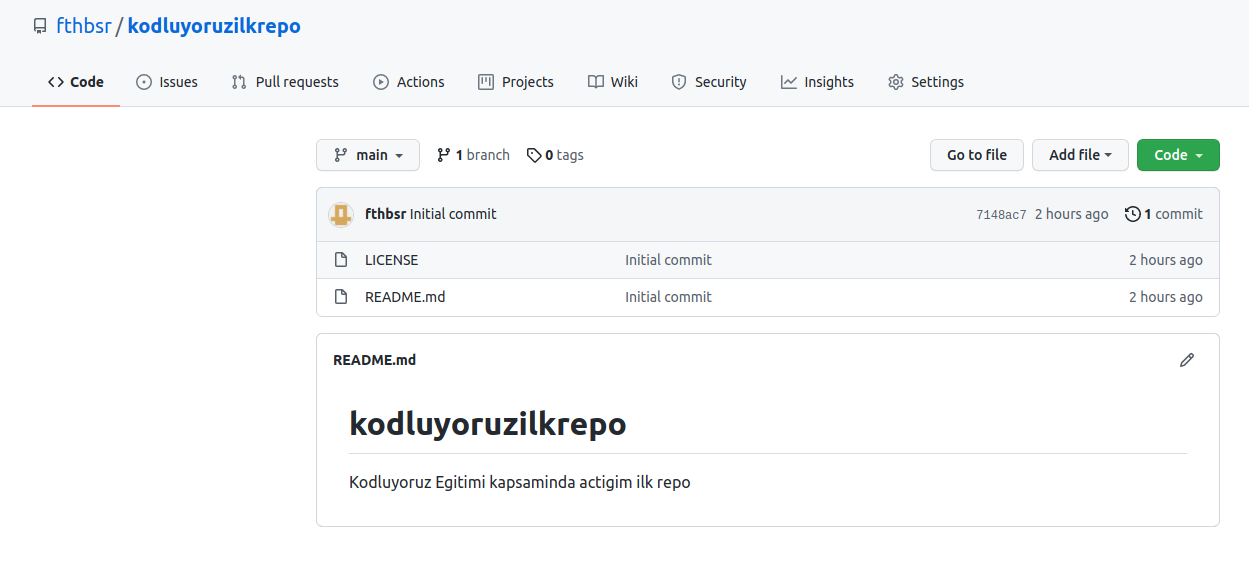 fthbsr / kodluyoruzilkrepo
Code Issues Pull requests Actions Projects Wiki Security Insights Settings
main 1 branch 0 tags Go to file Add file Code
fthbsr Initial commit 7148ac7 2 hours ago 1 commit
LICENSE Initial commit 2 hours ago
README.md Initial commit 2 hours ago
README.md
kodluyoruzilkrepo
Kodluyoruz Egitimi kapsaminda actigim ilk repo